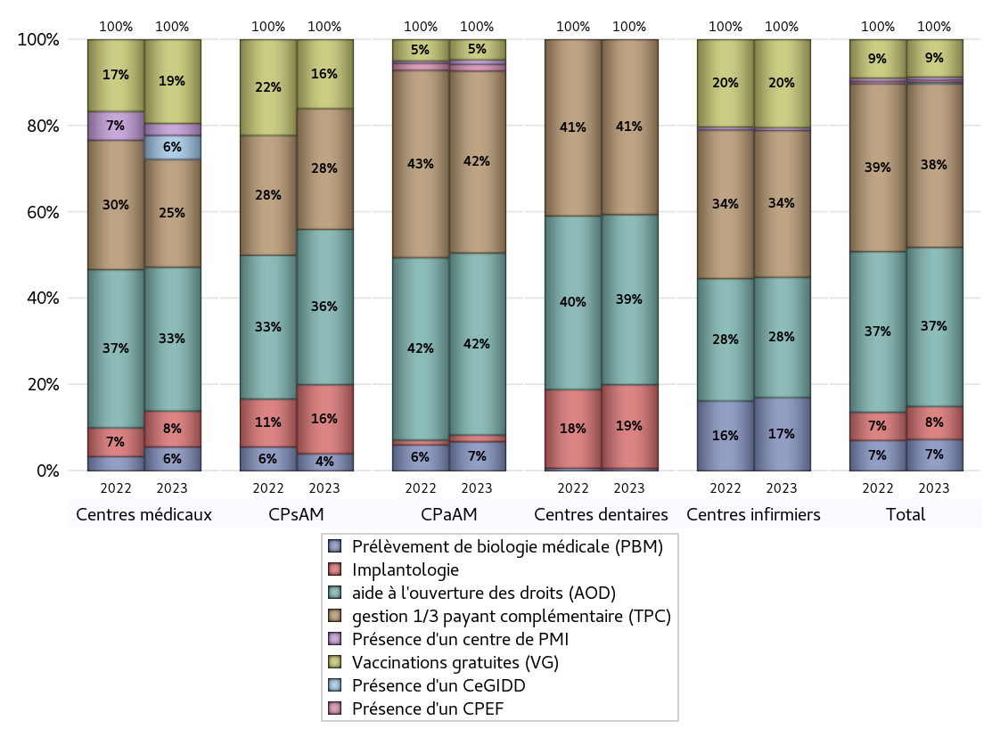 100% 100% 100% 100% 100% 100% 100% 100% 100% 100% 100% 100%
100%
80%
60%
40%
20%
0%
17% 7% 30% 37% 7%
19% 6% 25% 33% 8% 6%
22% 28% 33% 11% 6%
16% 28% 36% 16% 4%
5% 43% 42% 6%
5% 42% 42% 7%
41% 40% 18%
41% 39% 19%
20% 34% 28% 16%
20% 34% 28% 17%
9% 39% 37% 7% 7%
9% 38% 37% 8% 7%
2022 2023 2022 2023 2022 2023 2022 2023 2022 2023 2022 2023
Centres médicaux CPsAM CPaAM Centres dentaires Centres infirmiers Total
Prélèvement de biologie médicale (PBM)
Implantologie
aide à l'ouverture des droits (AOD)
gestion 1/3 payant complémentaire (TPC)
Présence d'un centre de PMI
Vaccinations gratuites (VG)
Présence d'un CeGIDD
Présence d'un CPEF